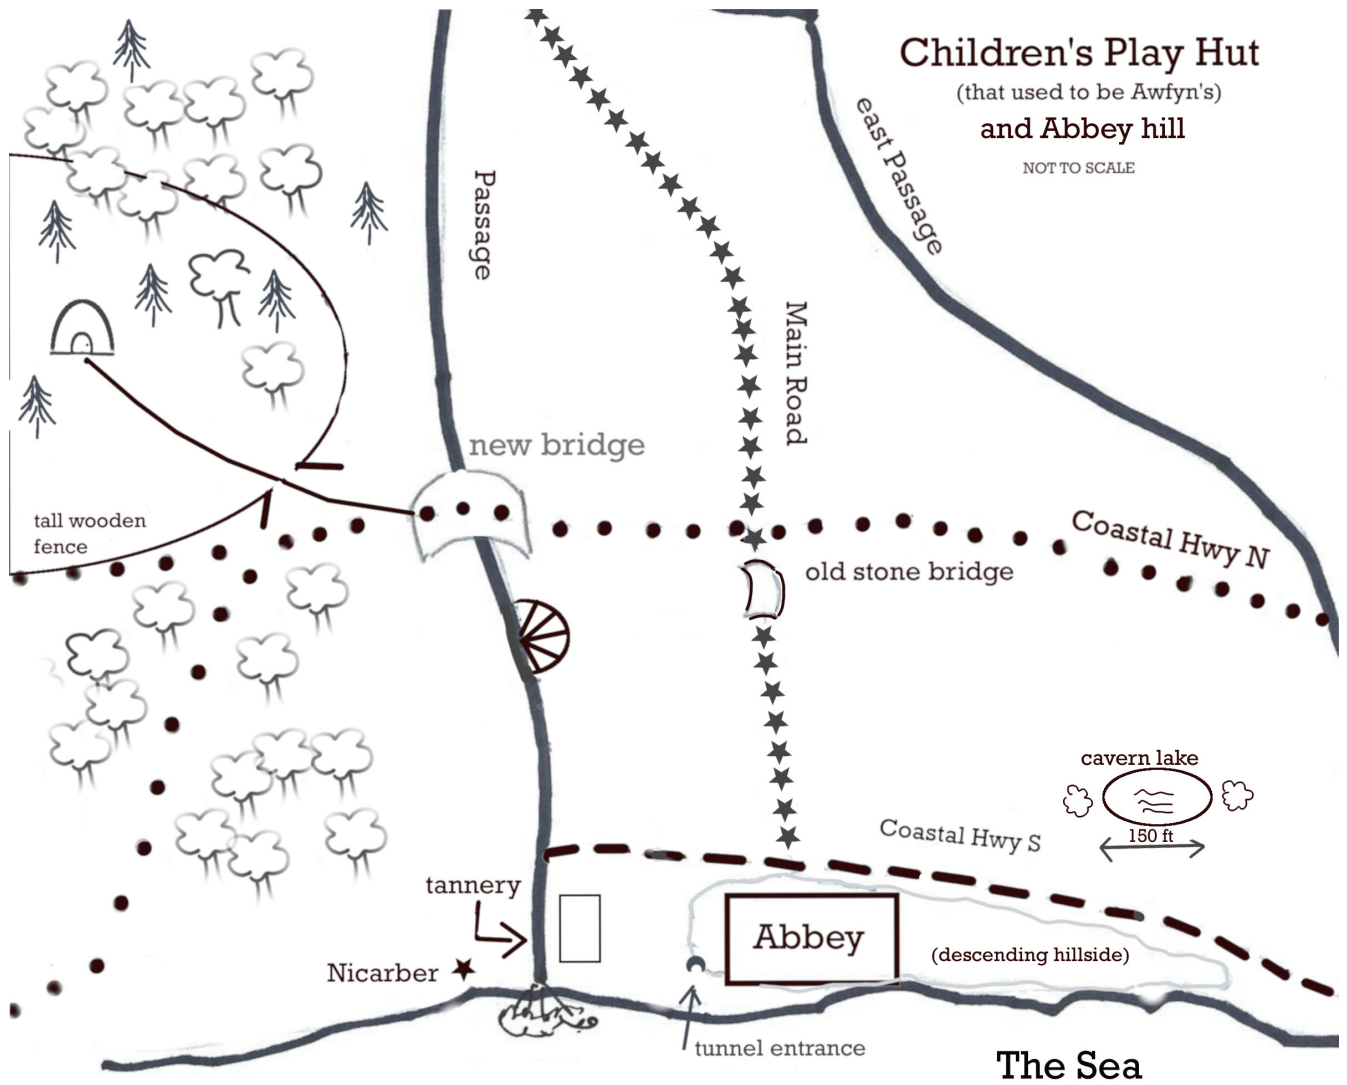 Children's Play Hut
(that used to be Awfyn's)
and Abbey hill
NOT TO SCALE
east Passage
Passage
Main Road
new bridge
tall wooden
fence
Coastal Hwy N
old stone bridge
cavern lake
150 ft
Coastal Hwy S
tannery
Abbey
(descending hillside)
Nicarber
tunnel entrance
The Sea